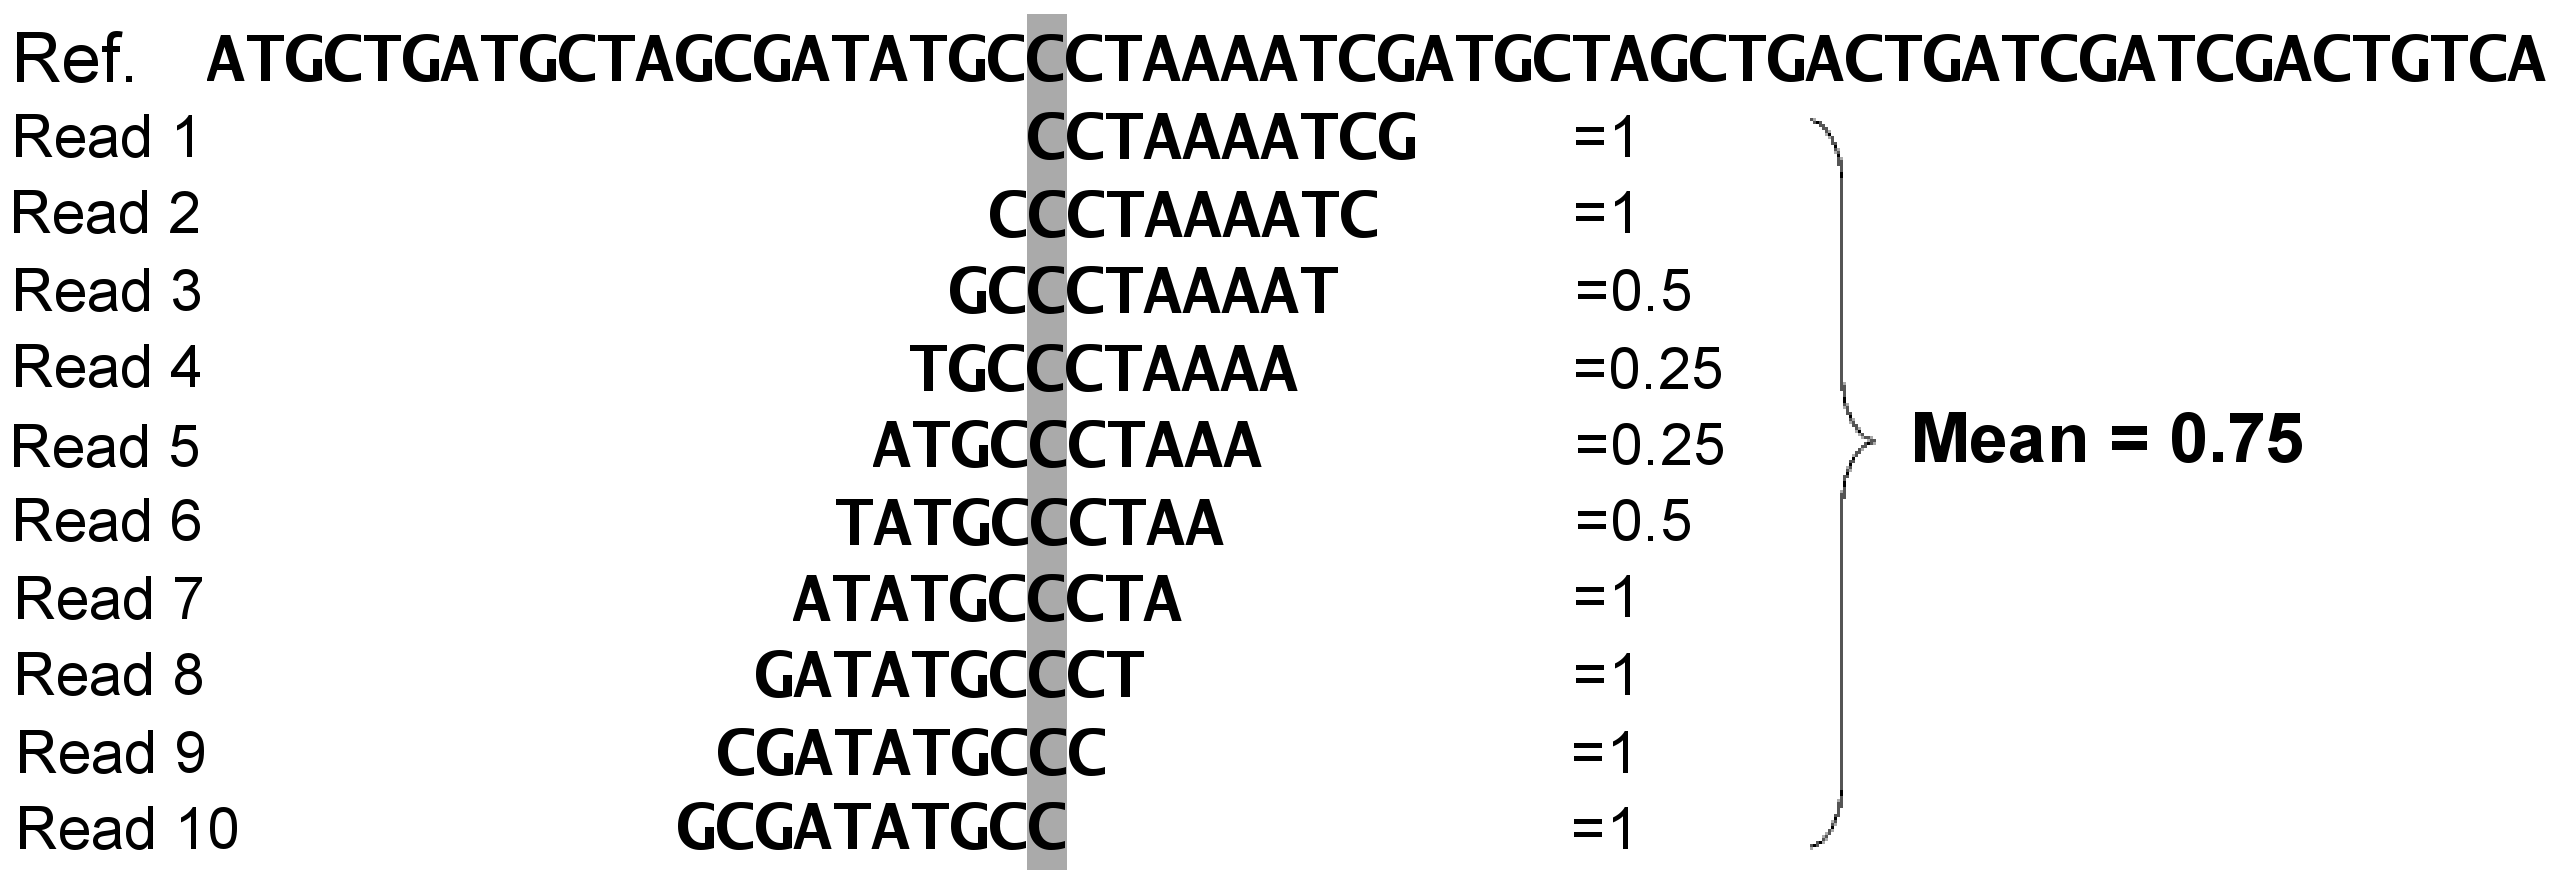 Ref. ATGCTGATGCTAGCGATATGCCCTAAAATCGATGCTAGCTGACTGATCGATCGACTGTCA
Read 1 CCTAAAATCG =1
Read 2 CCCTAAAATC =1
Read 3 GCCCTAAAAT =0.5
Read 4 TGCCCTAAAA =0.25
Read 5 ATGCCCTAAA =0.25
Mean = 0.75
Read 6 TATGCCCTAA =0.5
Read 7 ATATGCCCTA =1
Read 8 GATATGCCCT =1
Read 9 CGATATGCCC =1
Read 10 GCGATATGCC =1